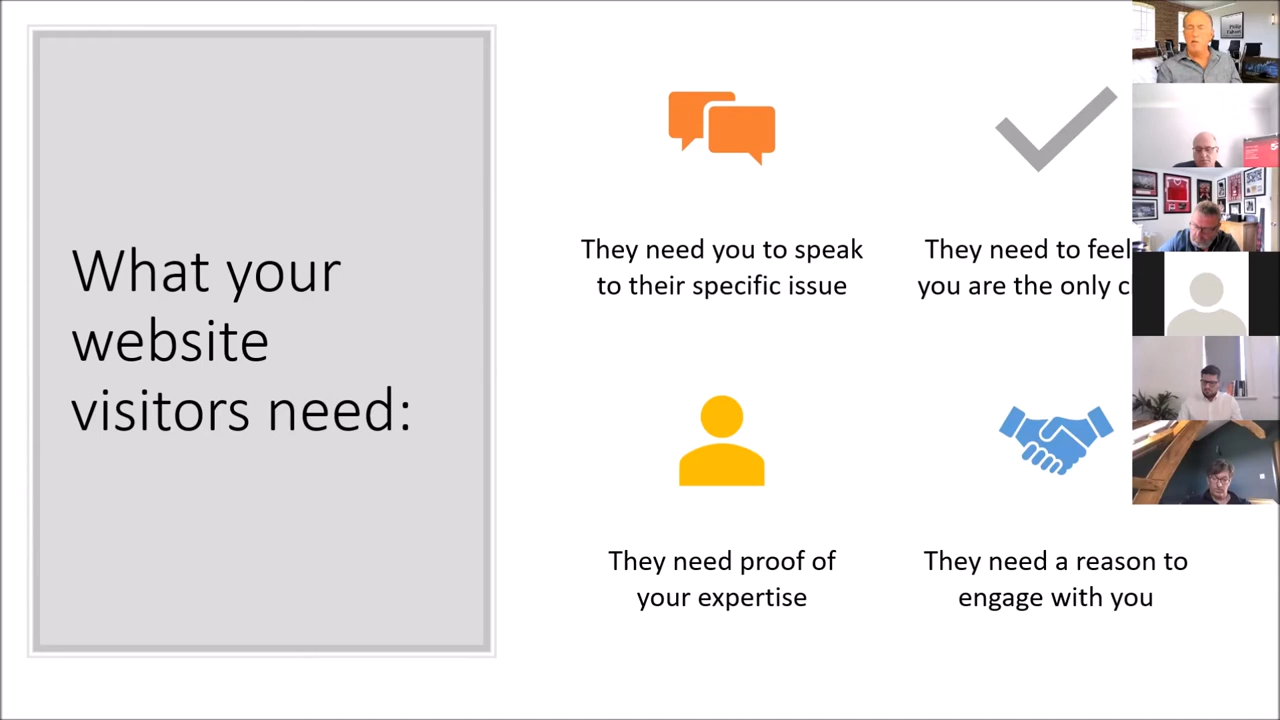 What your
website
visitors need:
They need you to speak
to their specific issue
They need to feel
you are the only c
They need proof of
your expertise
They need a reason to
engage with you